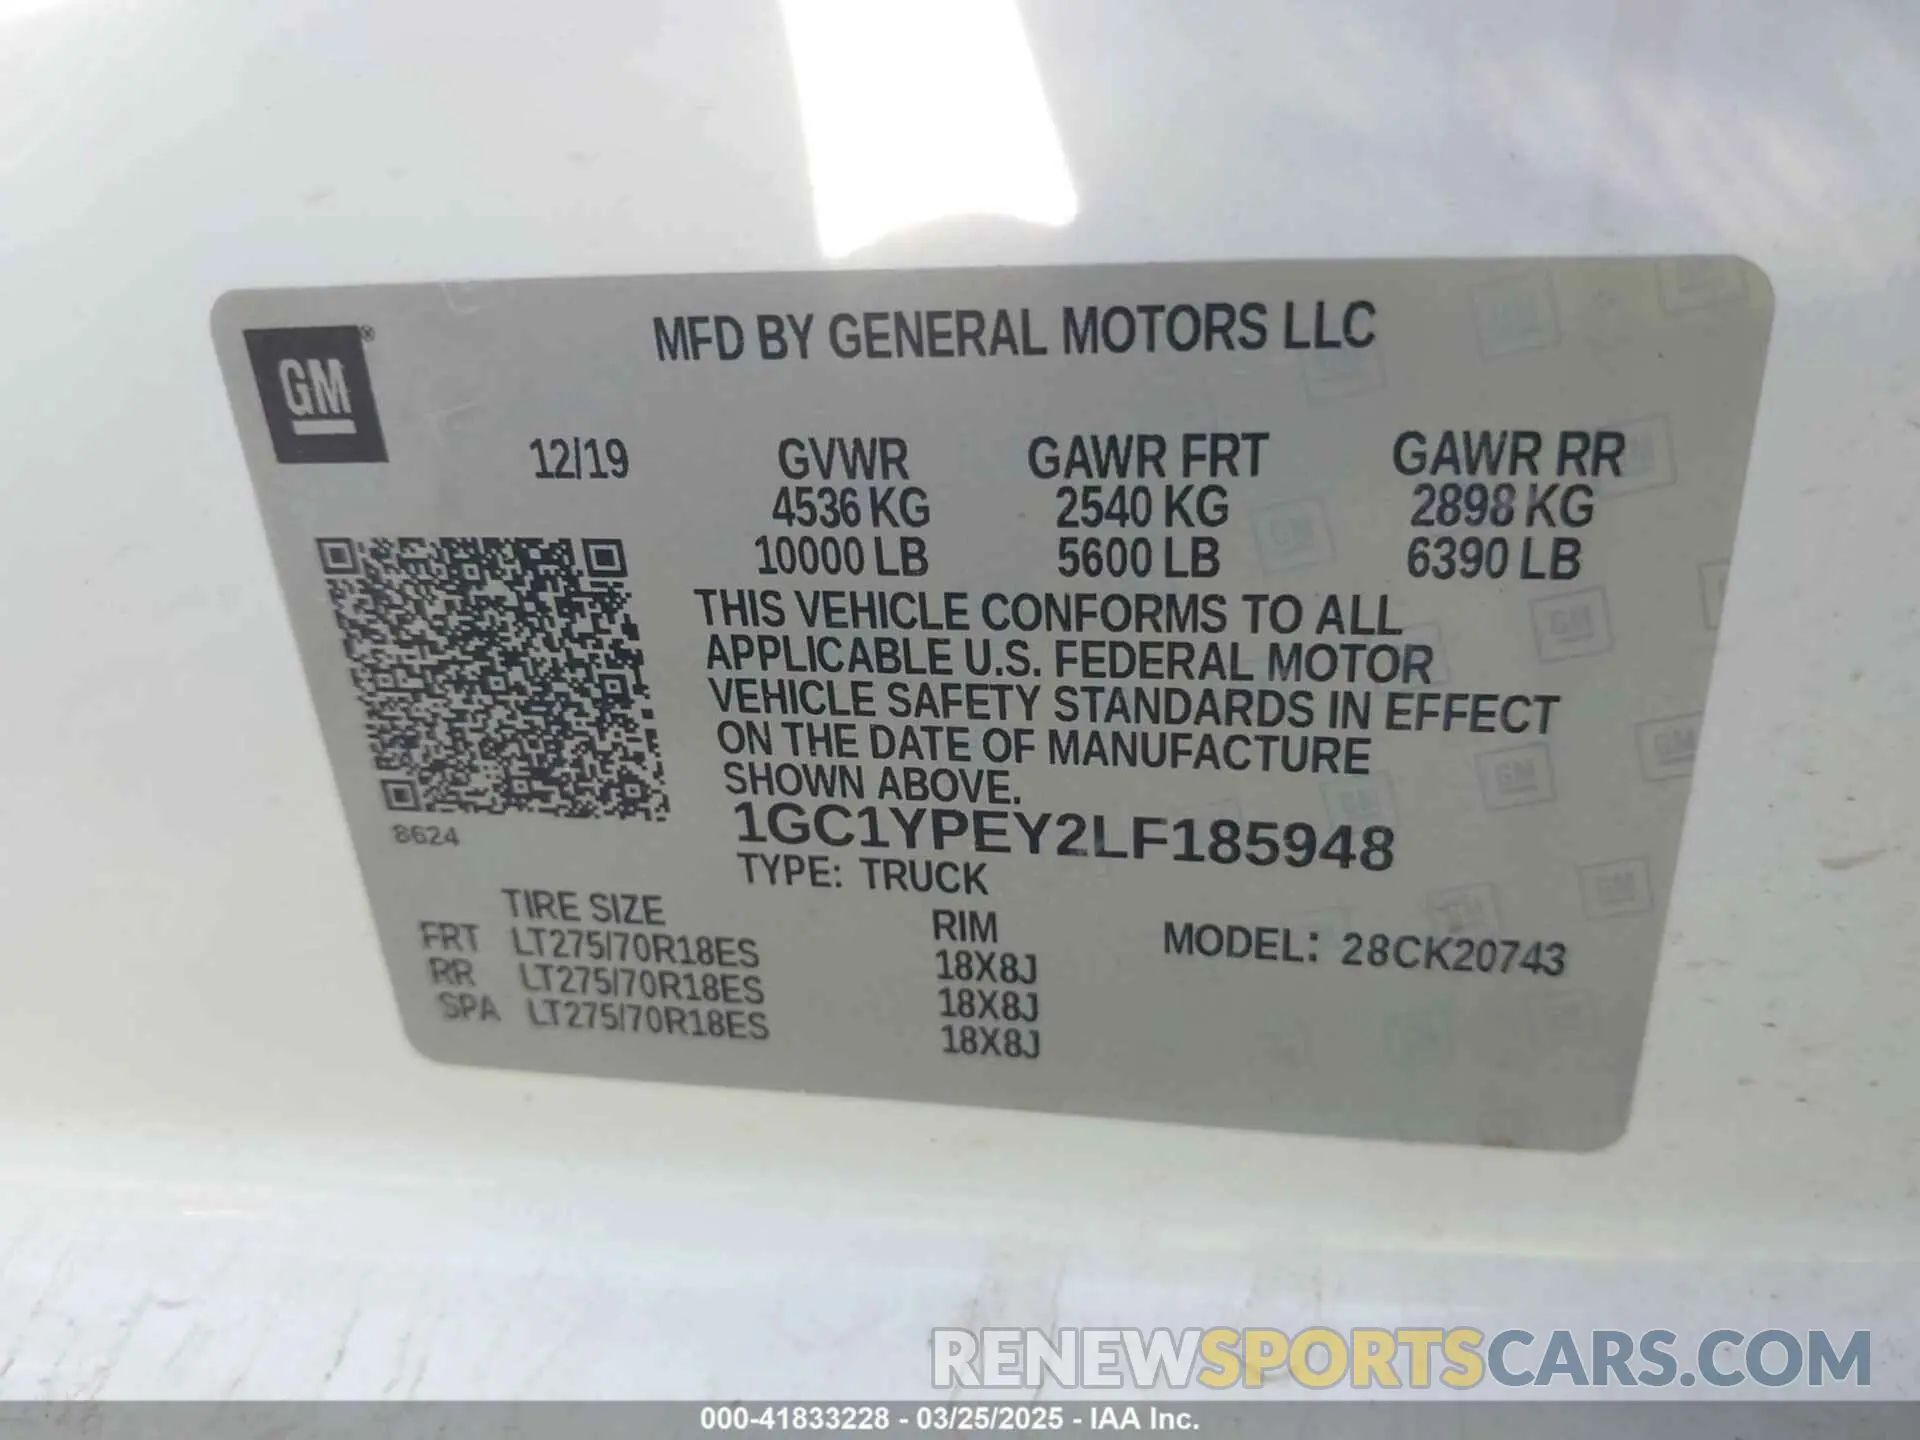 MFD BY GENERAL MOTORS LLC
GM®
12/19 GVWR GAWR FRT GAWR RR
4536 KG 2540 KG 2898 KG
10000 LB 5600 LB 6390 LB
THIS VEHICLE CONFORMS TO ALL
APPLICABLE U.S. FEDERAL MOTOR
VEHICLE SAFETY STANDARDS IN EFFECT
ON THE DATE OF MANUFACTURE
SHOWN ABOVE.
8624
1GC1YPEY2LF185948
TYPE: TRUCK
TIRE SIZE RIM MODEL: 28CK20743
FRT LT275/70R18ES 18X8J
RR LT275/70R18ES 18X8J
SPA LT275/70R18ES 18X8J
RENEWSPORTSCARS.COM
000-41833228 - 03/25/2025 - IAA Inc.